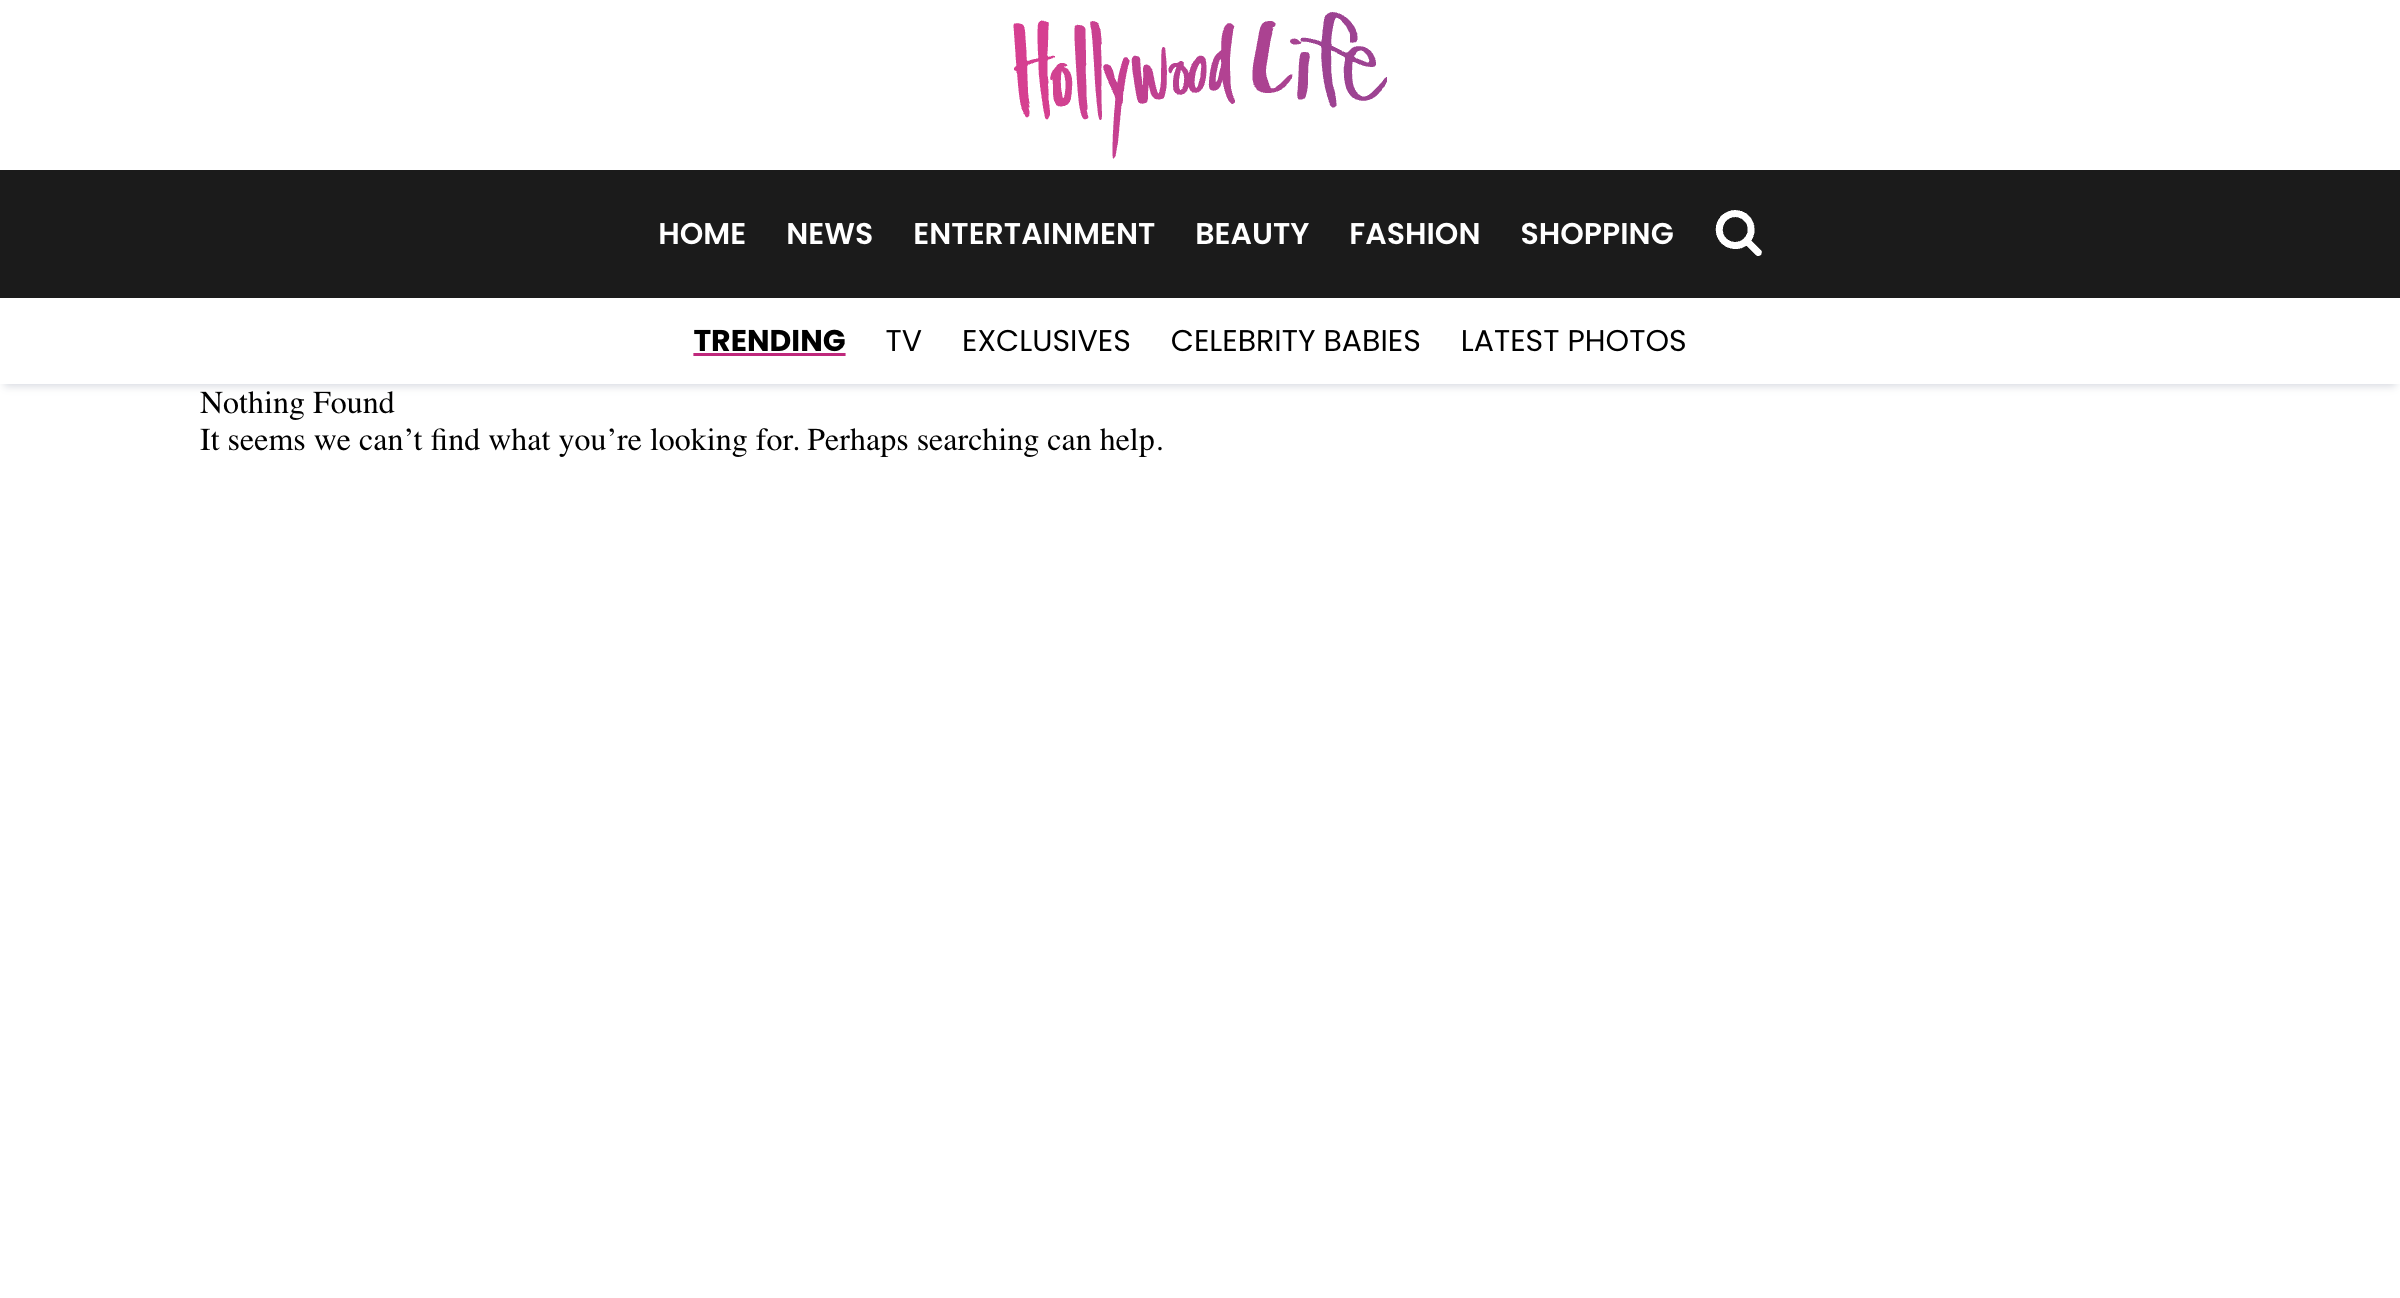 Hollywood Life
HOME NEWS ENTERTAINMENT BEAUTY FASHION SHOPPING
TRENDING TV EXCLUSIVES CELEBRITY BABIES LATEST PHOTOS
Nothing Found
It seems we can’t find what you’re looking for. Perhaps searching can help.